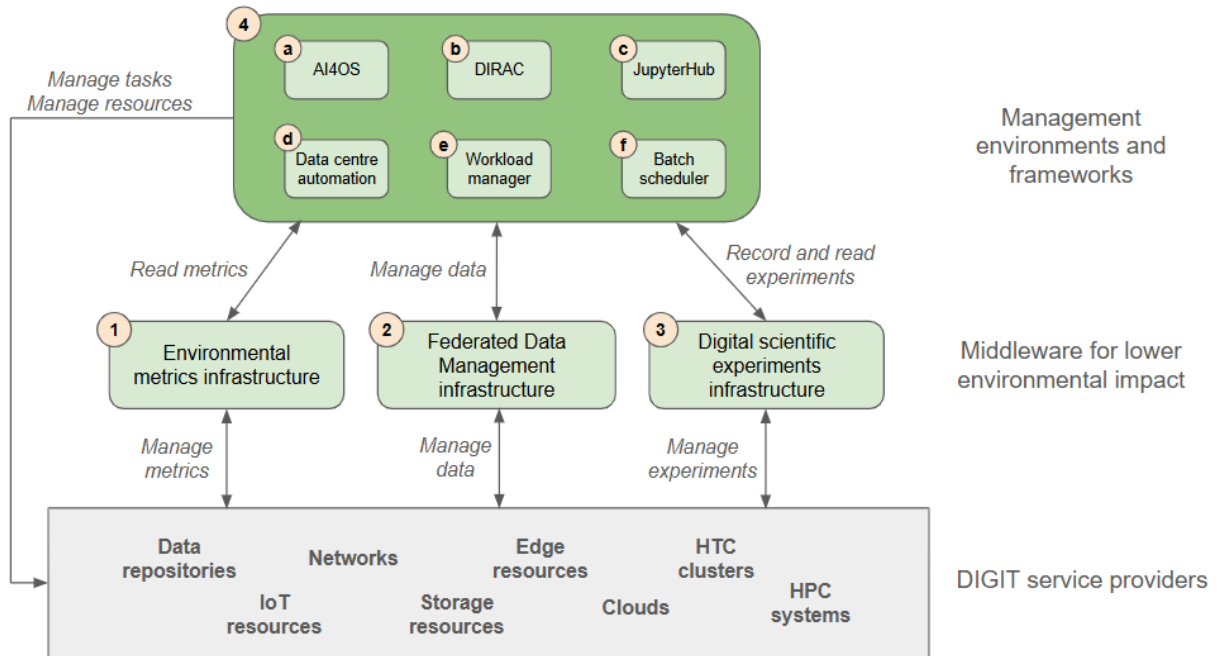 4
a
AI4OS
b
DIRAC
c
JupyterHub
d
Data centre
automation
e
Workload
manager
f
Batch
scheduler
Management
environments and
frameworks
Manage tasks
Manage resources
Read metrics
Manage data
Record and read
experiments
1
Environmental
metrics infrastructure
2
Federated Data
Management
infrastructure
3
Digital scientific
experiments
infrastructure
Middleware for lower
environmental impact
Manage
metrics
Manage
data
Manage
experiments
Data
repositories
Networks
Edge
resources
HTC
clusters
IoT
resources
Storage
resources
Clouds
HPC
systems
DIGIT service providers